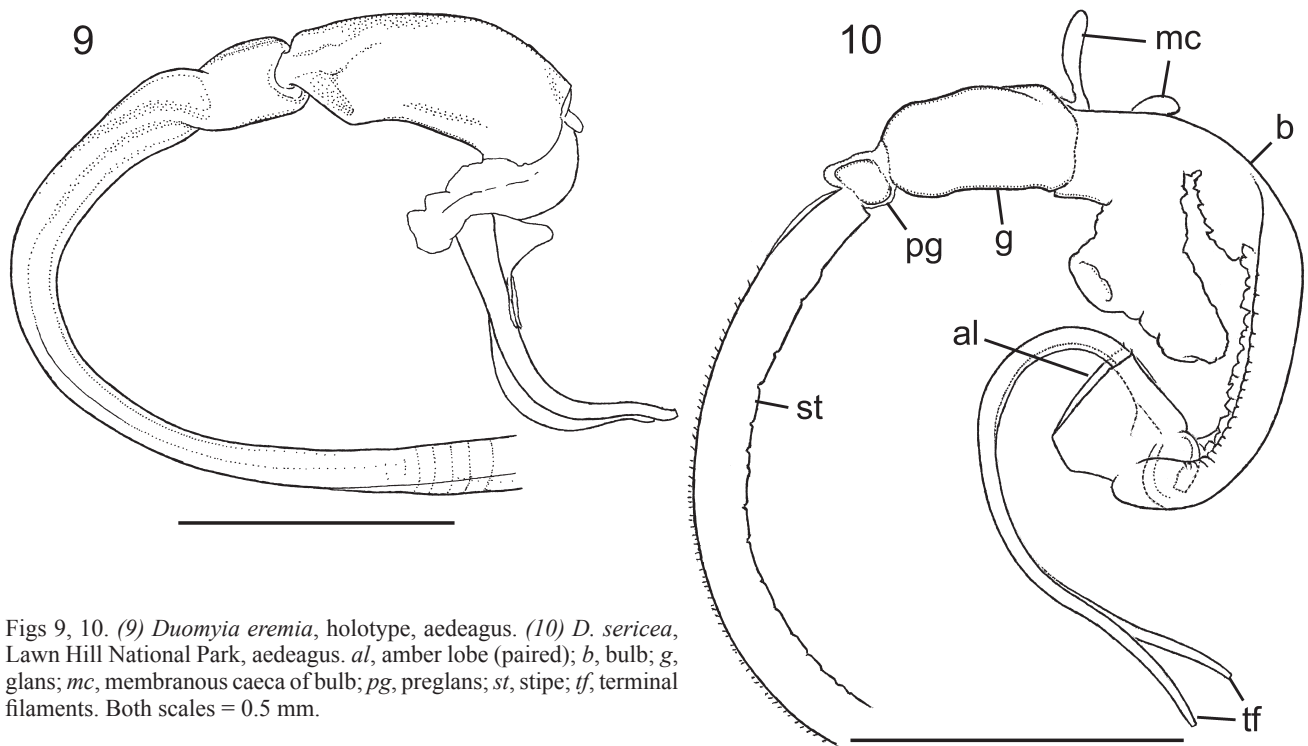 9
10
mc
b
pg
g
al
st
tf
Figs 9, 10. (9) Duomyia eremia, holotype, aedeagus. (10) D. sericea,
Lawn Hill National Park, aedeagus. al, amber lobe (paired); b, bulb; g,
glans; mc, membranous caeca of bulb; pg, preglans; st, stipe; tf, terminal
filaments. Both scales = 0.5 mm.